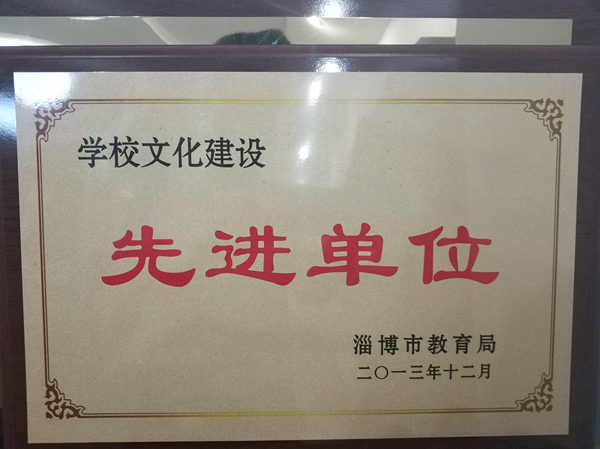 学校文化建设
先进单位
淄博市教育局
二〇一三年十二月